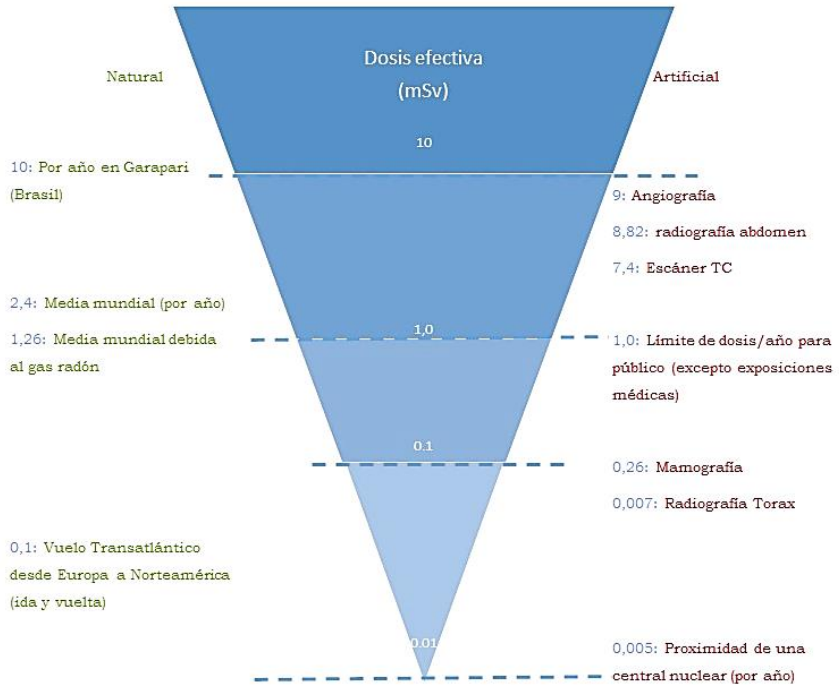 Dosis efectiva
(mSv)
Natural
Artificial
10
10: Por año en Garapari
(Brasil)
9: Angiografía
8,82: radiografía abdomen
7,4: Escáner TC
2,4: Media mundial (por año)
1,26: Media mundial debida
al gas radón
1,0
1,0: Límite de dosis/año para
público (excepto exposiciones
médicas)
0.1
0,26: Mamografía
0,007: Radiografía Torax
0,1: Vuelo Transatlántico
desde Europa a Norteamérica
(ida y vuelta)
0.01
0,005: Proximidad de una
central nuclear (por año)